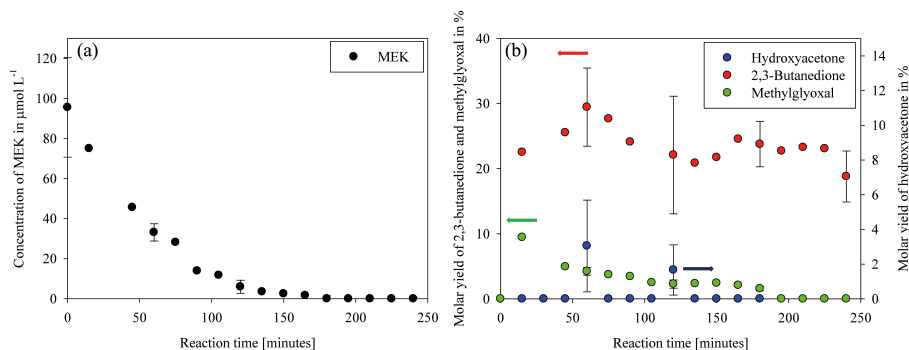 (a)
MEK
Concentration of MEK in µmol L⁻¹
120
100
80
60
40
20
0
0
50
100
150
200
250
Reaction time [minutes]
(b)
Hydroxyacetone
2,3-Butanedione
Methylglyoxal
Molar yield of 2,3-butanedione and methylglyoxal in %
40
30
20
10
0
0
50
100
150
200
250
Reaction time [minutes]
14
12
10
8
6
4
2
0
Molar yield of hydroxyacetone in %